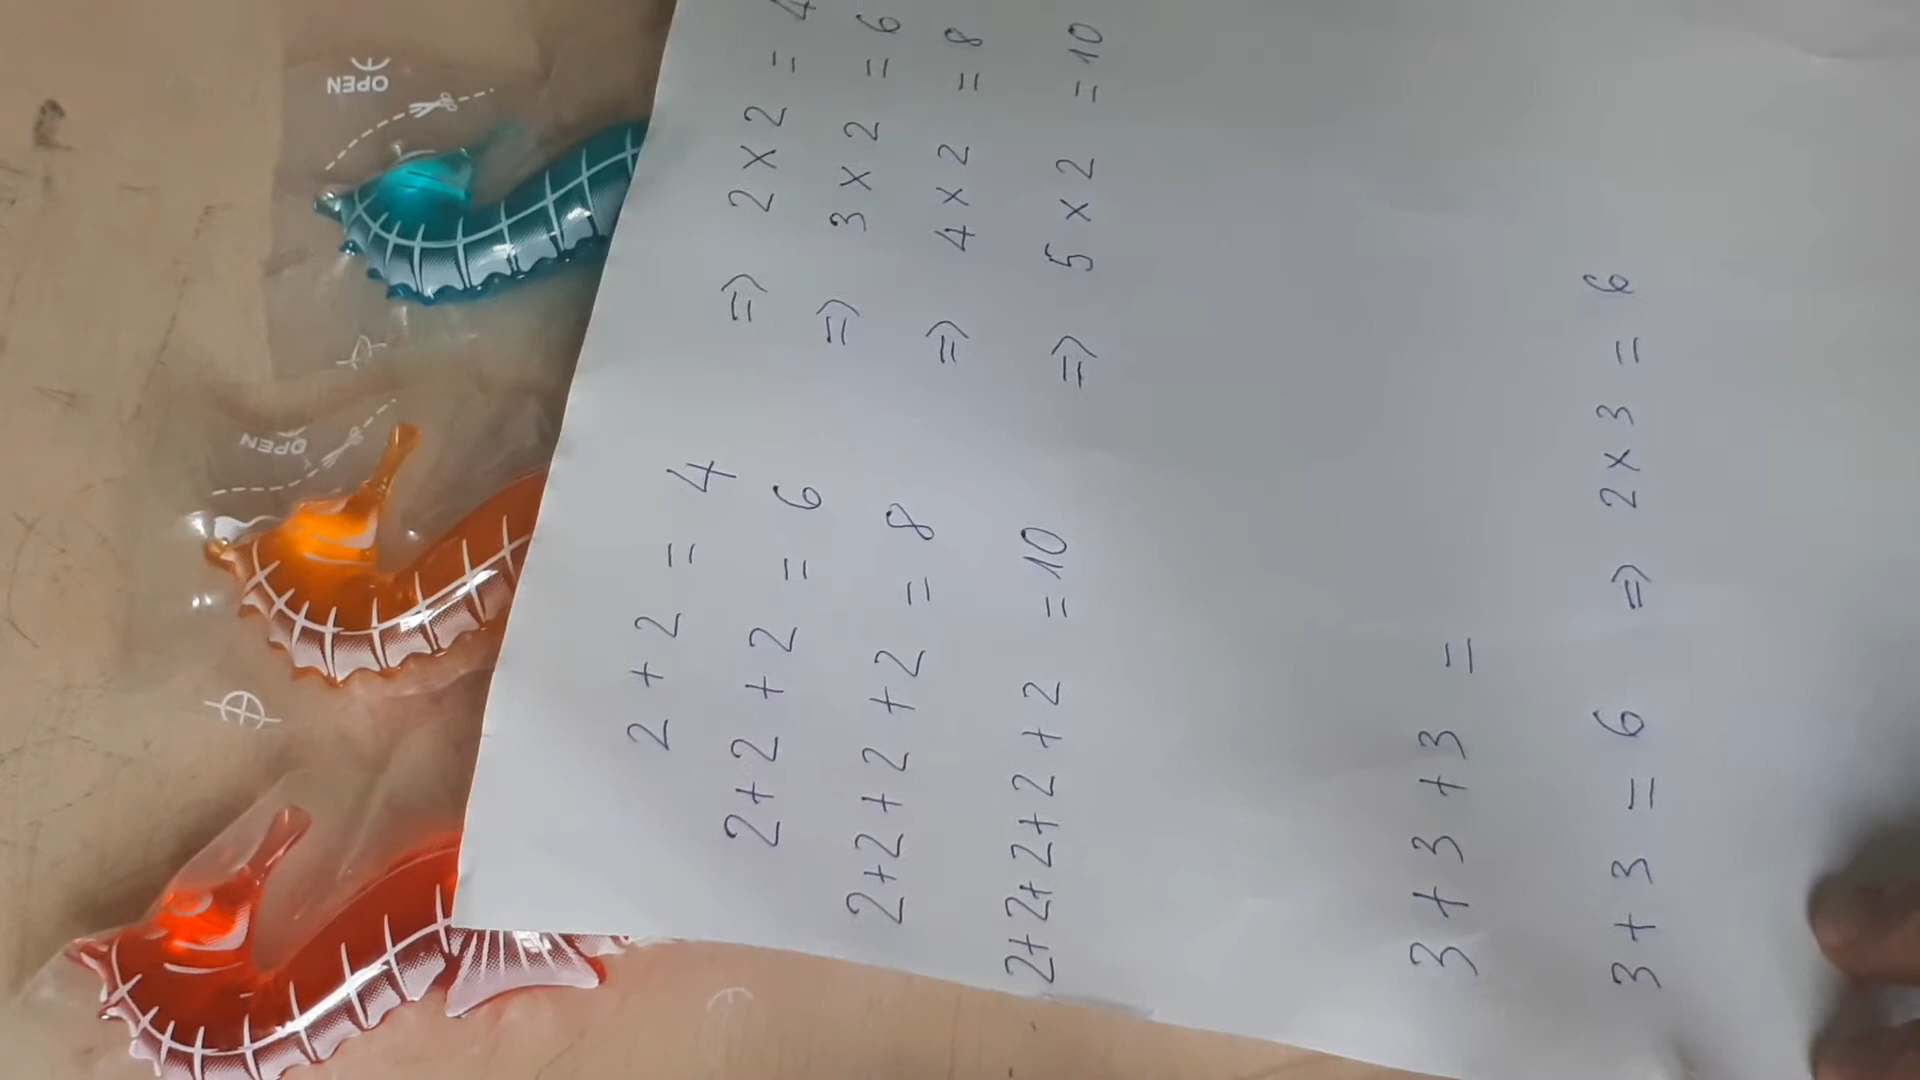 OPEN
OPEN
2 + 2 = 4 => 2 x 2 = 4
2+2 + 2 = 6 => 3 x 2 = 6
2+2+2 +2 = 8 => 4 x 2 = 8
2+2+2+2+2 =10 => 5 x 2 =10
3 + 3 +3 =
3 + 3 = 6 => 2 x 3 = 6